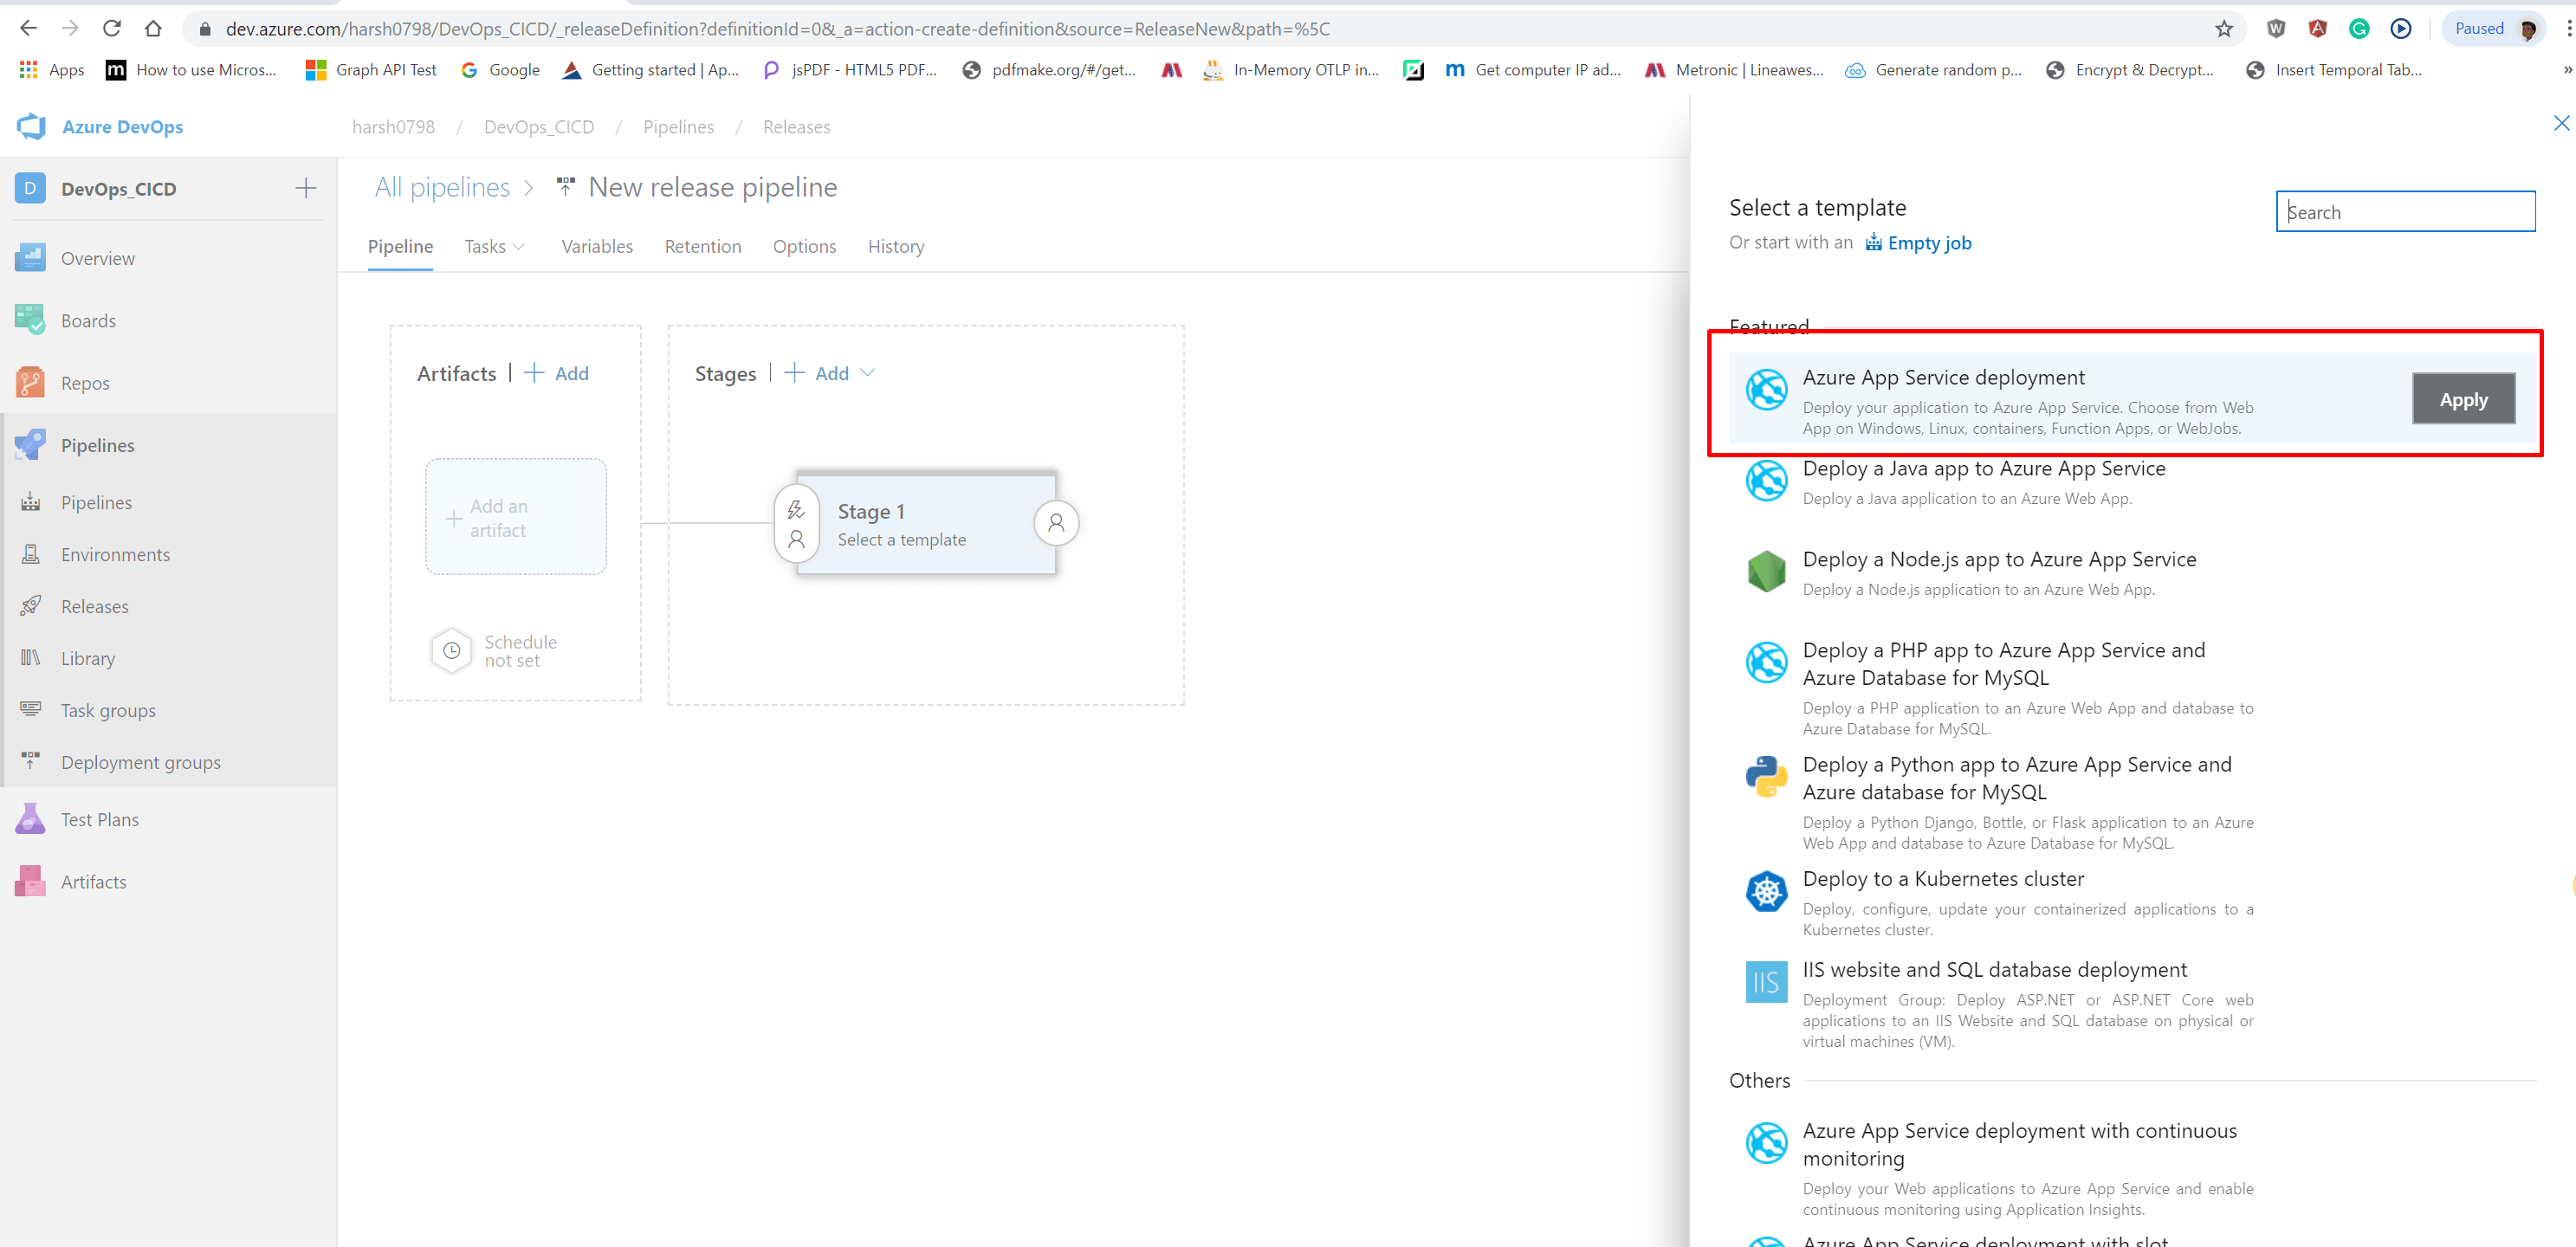 dev.azure.com/harsh0798/DevOps_CICD/_releaseDefinition?definitionId=0&_a=action-create-definition&source=ReleaseNew&path=%5C
Paused
Apps
How to use Micros...
Graph API Test
Google
Getting started | Ap...
jsPDF - HTML5 PDF...
pdfmake.org/#/get...
In-Memory OTLP in...
Get computer IP ad...
Metronic | Lineawes...
Generate random p...
Encrypt & Decrypt...
Insert Temporal Tab...
»
Azure DevOps
harsh0798 / DevOps_CICD / Pipelines / Releases
D DevOps_CICD
Overview
Boards
Repos
Pipelines
Pipelines
Environments
Releases
Library
Task groups
Deployment groups
Test Plans
Artifacts
All pipelines > New release pipeline
Pipeline Tasks Variables Retention Options History
Artifacts | + Add
Add an
artifact
Schedule
not set
Stages | + Add
Stage 1
Select a template
Select a template
Search
Or start with an Empty job
Featured
Azure App Service deployment
Deploy your application to Azure App Service. Choose from Web
App on Windows, Linux, containers, Function Apps, or WebJobs.
Apply
Deploy a Java app to Azure App Service
Deploy a Java application to an Azure Web App.
Deploy a Node.js app to Azure App Service
Deploy a Node.js application to an Azure Web App.
Deploy a PHP app to Azure App Service and
Azure Database for MySQL
Deploy a PHP application to an Azure Web App and database to
Azure Database for MySQL.
Deploy a Python app to Azure App Service and
Azure database for MySQL
Deploy a Python Django, Bottle, or Flask application to an Azure
Web App and database to Azure Database for MySQL.
Deploy to a Kubernetes cluster
Deploy, configure, update your containerized applications to a
Kubernetes cluster.
IIS
IIS website and SQL database deployment
Deployment Group: Deploy ASP.NET or ASP.NET Core web
applications to an IIS Website and SQL database on physical or
virtual machines (VM).
Others
Azure App Service deployment with continuous
monitoring
Deploy your Web applications to Azure App Service and enable
continuous monitoring using Application Insights.
Azure App Service deployment with slot